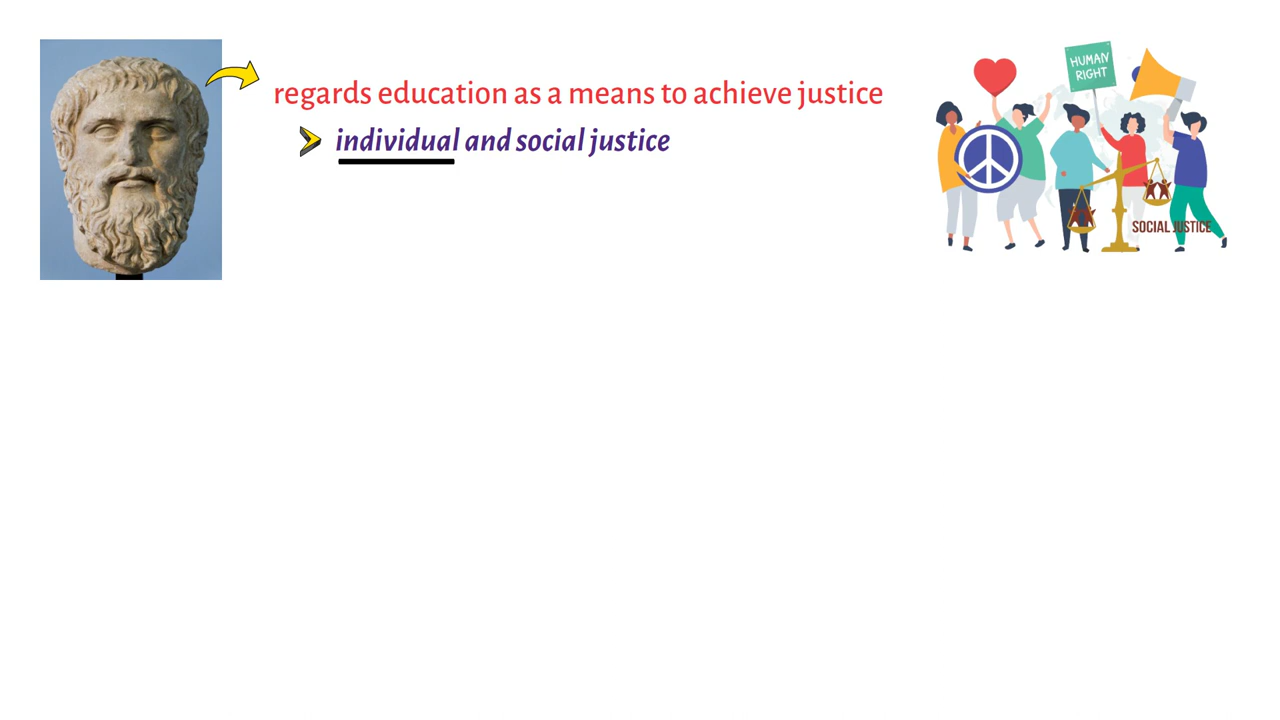 regards education as a means to achieve justice
individual and social justice
HUMAN
RIGHT
SOCIAL JUSTICE